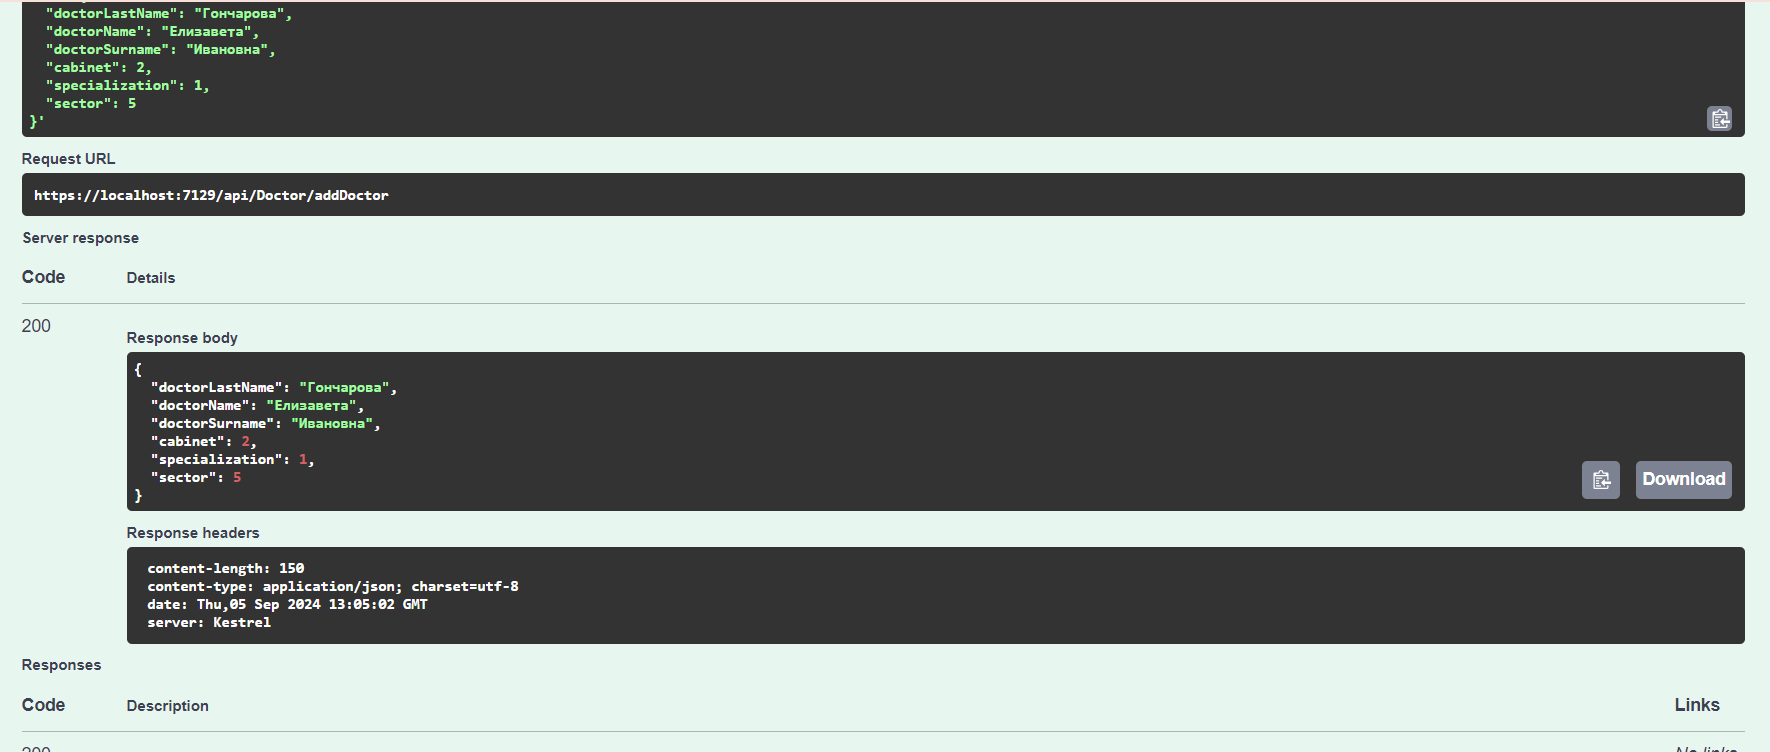 "doctorLastName": "Гончарова",
"doctorName": "Елизавета",
"doctorSurname": "Ивановна",
"cabinet": 2,
"specialization": 1,
"sector": 5
}'
Request URL
https://localhost:7129/api/Doctor/addDoctor
Server response
Code Details
200
Response body
{
"doctorLastName": "Гончарова",
"doctorName": "Елизавета",
"doctorSurname": "Ивановна",
"cabinet": 2,
"specialization": 1,
"sector": 5
}
Download
Response headers
content-length: 150
content-type: application/json; charset=utf-8
date: Thu,05 Sep 2024 13:05:02 GMT
server: Kestrel
Responses
Code Description Links
200 No links